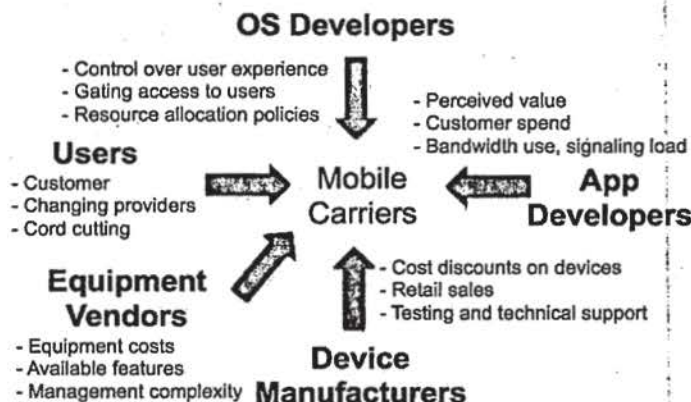 OS Developers
- Control over user experience
- Gating access to users
- Resource allocation policies
- Perceived value
- Customer spend
- Bandwidth use, signaling load
Users
- Customer
- Changing providers
- Cord cutting
Mobile
Carriers
App
Developers
Equipment
Vendors
- Equipment costs
- Available features
- Management complexity
- Cost discounts on devices
- Retail sales
- Testing and technical support
Device
Manufacturers